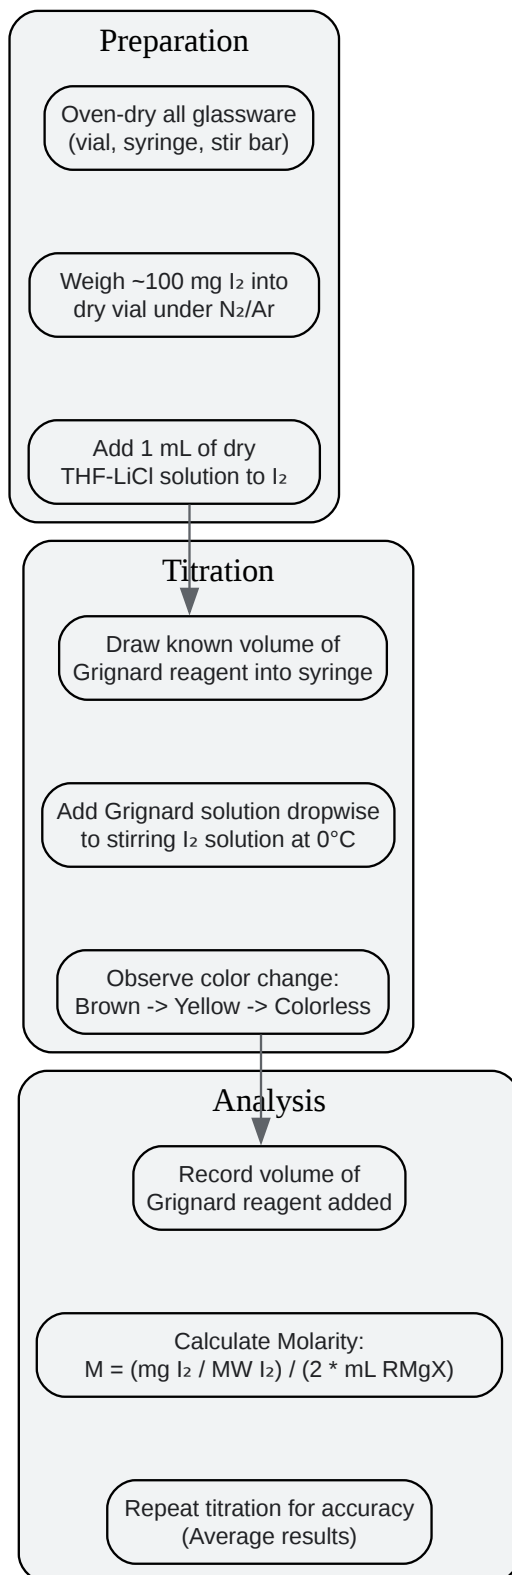 Preparation
Oven-dry all glassware
(vial, syringe, stir bar)
Weigh ~100 mg I₂ into
dry vial under N₂/Ar
Add 1 mL of dry
THF-LiCl solution to I₂
Titration
Draw known volume of
Grignard reagent into syringe
Add Grignard solution dropwise
to stirring I₂ solution at 0°C
Observe color change:
Brown -> Yellow -> Colorless
Analysis
Record volume of
Grignard reagent added
Calculate Molarity:
M = (mg I₂ / MW I₂) / (2 * mL RMgX)
Repeat titration for accuracy
(Average results)